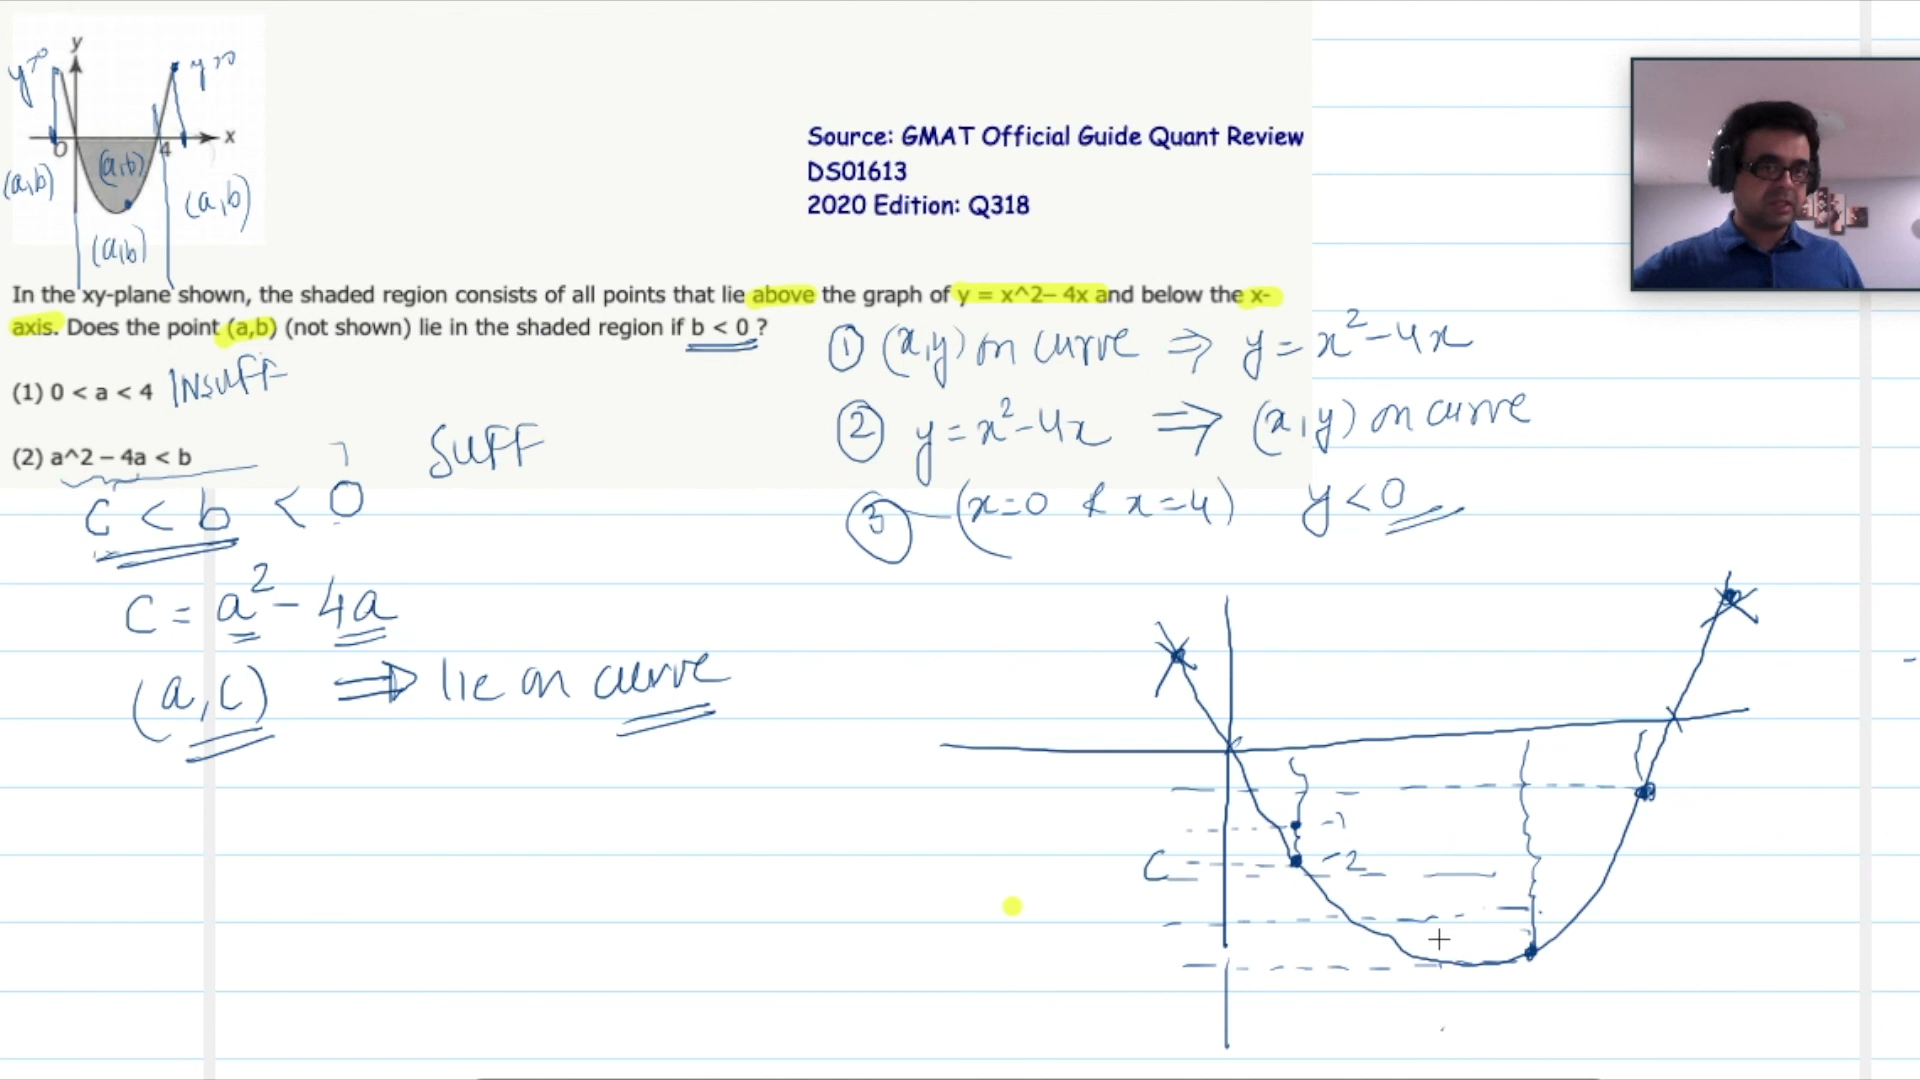 y
y>0
y>0
x
0
4
(a,b)
(a,b)
(a,b)
(a,b)
Source: GMAT Official Guide Quant Review
DS01613
2020 Edition: Q318
In the xy-plane shown, the shaded region consists of all points that lie above the graph of y = x^2– 4x and below the x-
axis. Does the point (a,b) (not shown) lie in the shaded region if b < 0 ?
(1) 0 < a < 4 INSUFF
(2) a^2 – 4a < b SUFF
c < b < 0
c = a² - 4a
(a, c) ⇒ lie on curve
① (x,y) on curve ⇒ y = x² - 4x
② y = x² - 4x ⇒ (x,y) on curve
③ (x=0 & x=4) y<0
-1
-2
C